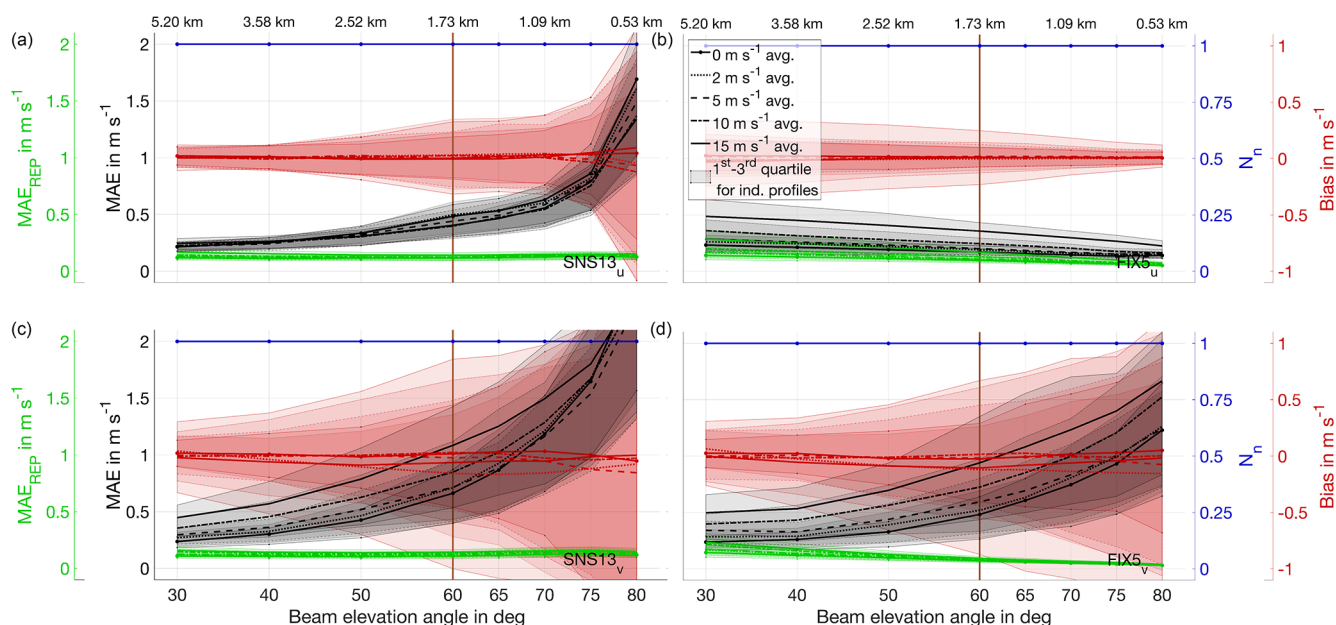 5.20 km 3.58 km 2.52 km 1.73 km 1.09 km 0.53 km 5.20 km 3.58 km 2.52 km 1.73 km 1.09 km 0.53 km
(a) (b)
2 1.5 1 0.5 0
MAE_REP in m s⁻¹
2 1.5 1 0.5 0
MAE in m s⁻¹
SNS13_u
0 m s⁻¹ avg.
2 m s⁻¹ avg.
5 m s⁻¹ avg.
10 m s⁻¹ avg.
15 m s⁻¹ avg.
1st-3rd quartile
for ind. profiles
FIX5_u
1 0.75 0.5 0.25 0
N_n
1 0.5 0 -0.5 -1
Bias in m s⁻¹
(c) (d)
2 1.5 1 0.5 0
MAE_REP in m s⁻¹
2 1.5 1 0.5 0
MAE in m s⁻¹
SNS13_v
FIX5_v
1 0.75 0.5 0.25 0
N_n
1 0.5 0 -0.5 -1
Bias in m s⁻¹
30 40 50 60 65 70 75 80 30 40 50 60 65 70 75 80
Beam elevation angle in deg Beam elevation angle in deg